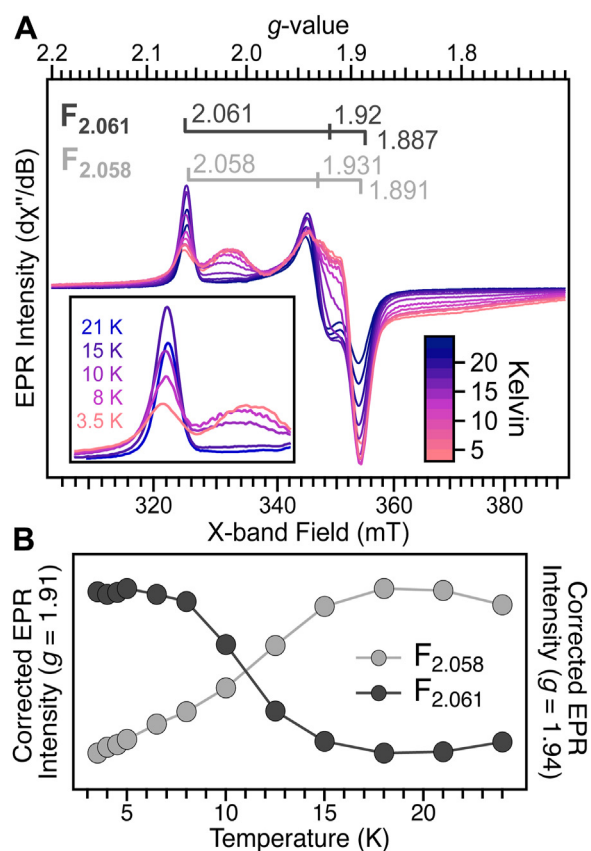 A
g-value
2.2 2.1 2.0 1.9 1.8
F2.061
2.061 1.92
1.887
F2.058
2.058 1.931
1.891
EPR Intensity (dχ"/dB)
21 K
15 K
10 K
8 K
3.5 K
20
15
10
5
Kelvin
320 340 360 380
X-band Field (mT)
B
Corrected EPR
Intensity (g = 1.91)
F2.058
F2.061
Corrected EPR
Intensity (g = 1.94)
5 10 15 20
Temperature (K)